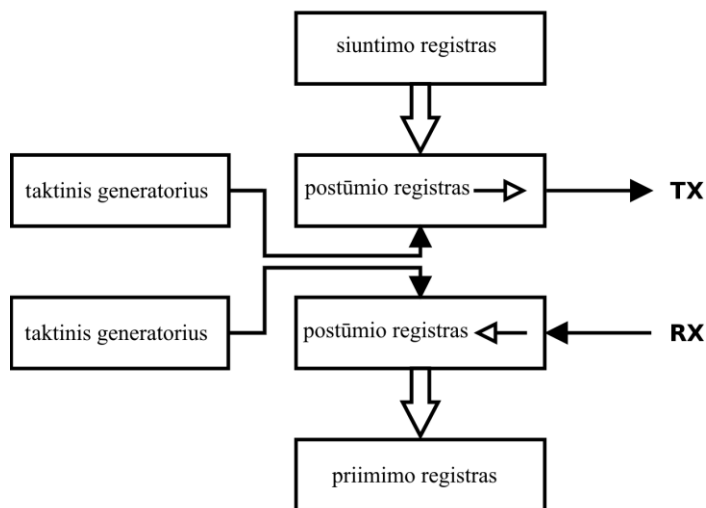 siuntimo registras
taktinis generatorius
postūmio registras
TX
taktinis generatorius
postūmio registras
RX
priimimo registras